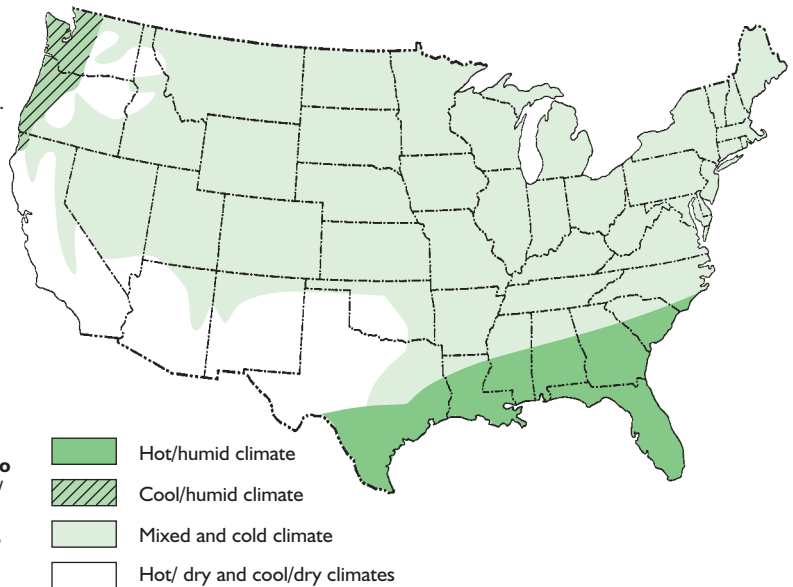 o
/
Hot/humid climate
Cool/humid climate
Mixed and cold climate
Hot/ dry and cool/dry climates